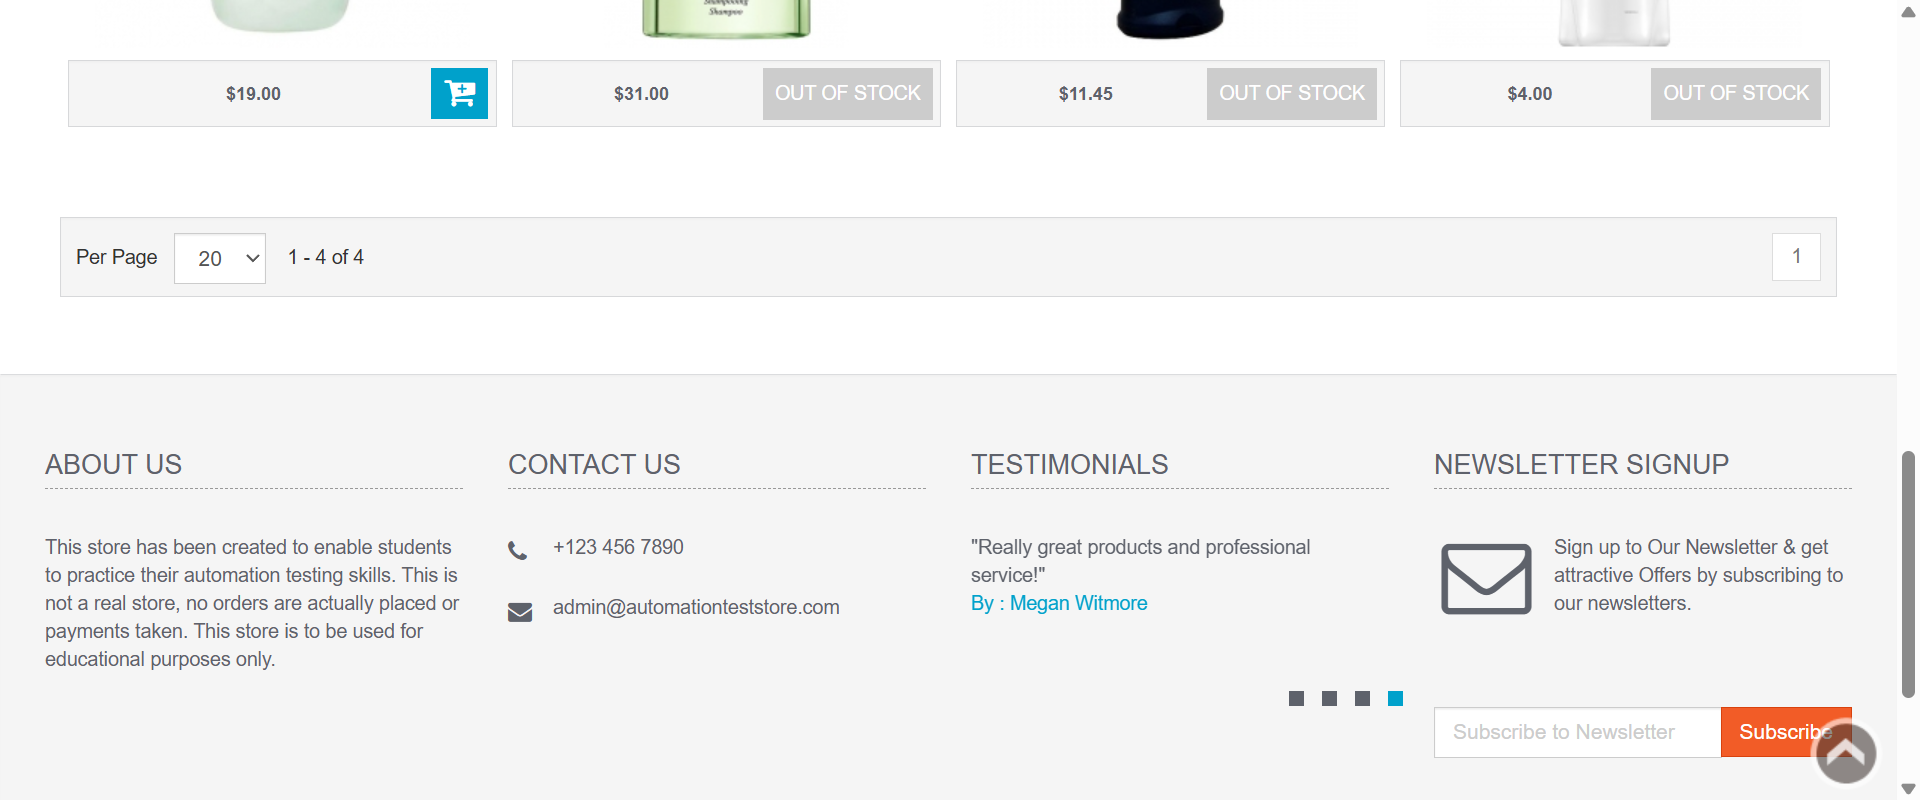 Shampooing
Shampoo
$19.00
$31.00
OUT OF STOCK
$11.45
OUT OF STOCK
$4.00
OUT OF STOCK
Per Page
20
1 - 4 of 4
1
ABOUT US
This store has been created to enable students
to practice their automation testing skills. This is
not a real store, no orders are actually placed or
payments taken. This store is to be used for
educational purposes only.
CONTACT US
+123 456 7890
admin@automationteststore.com
TESTIMONIALS
"Really great products and professional
service!"
By : Megan Witmore
NEWSLETTER SIGNUP
Sign up to Our Newsletter & get
attractive Offers by subscribing to
our newsletters.
Subscribe to Newsletter
Subscribe